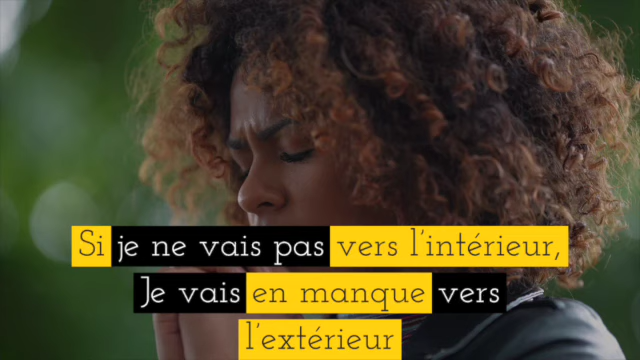 Si je ne vais pas vers l'intérieur,
Je vais en manque vers
l'extérieur